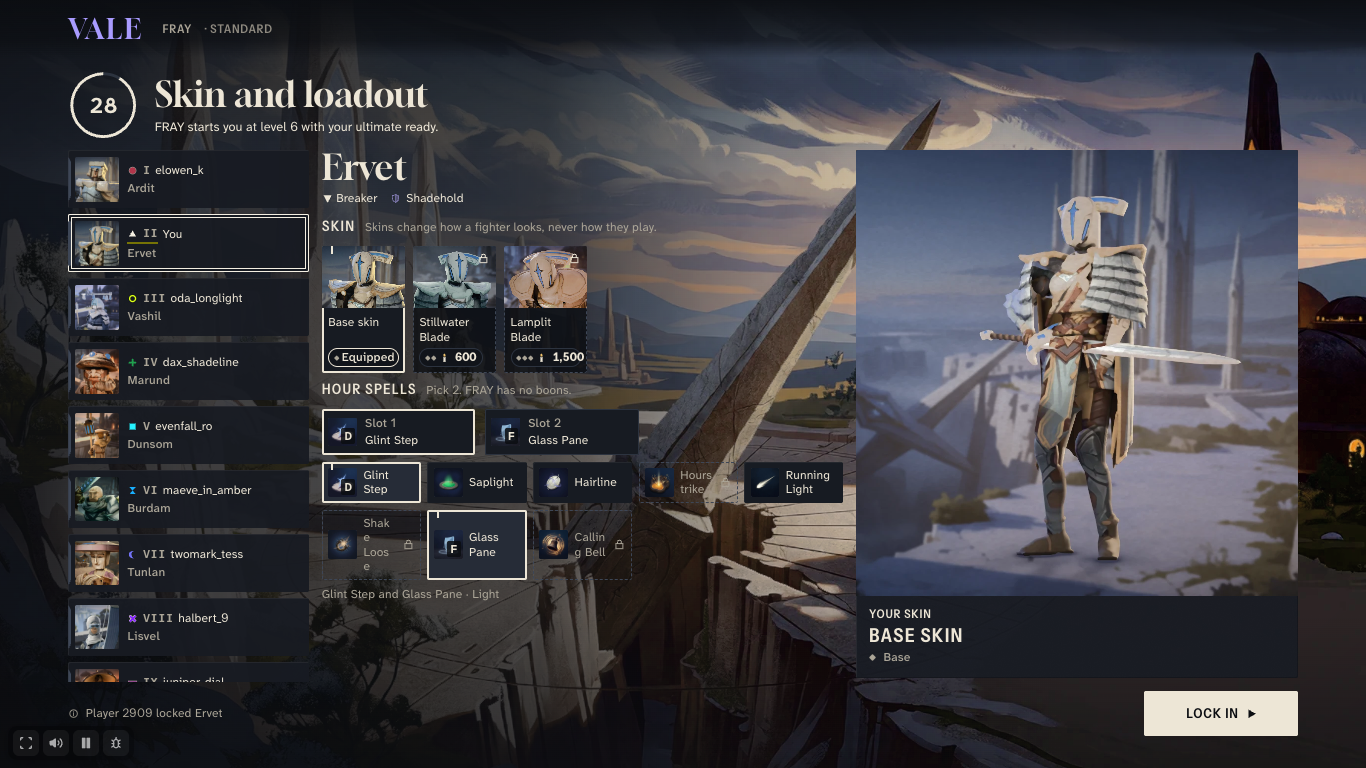 VALE FRAY · STANDARD
28
Skin and loadout
FRAY starts you at level 6 with your ultimate ready.
I elowen_k
Ardit
II You
Ervet
III oda_longlight
Vashil
IV dax_shadeline
Marund
V evenfall_ro
Dunsom
VI maeve_in_amber
Burdam
VII twomark_tess
Tunlan
VIII halbert_9
Lisvel
IX juniper_dial
Player 2909 locked Ervet
Ervet
Breaker Shadehold
SKIN Skins change how a fighter looks, never how they play.
Base skin
Equipped
Stillwater
Blade
600
Lamplit
Blade
1,500
HOUR SPELLS Pick 2. FRAY has no boons.
D
Slot 1
Glint Step
F
Slot 2
Glass Pane
D
Glint
Step
Saplight
Hairline
Hours
trike
Running
Light
Shak
e
Loos
e
F
Glass
Pane
Callin
g Bell
Glint Step and Glass Pane · Light
YOUR SKIN
BASE SKIN
Base
LOCK IN